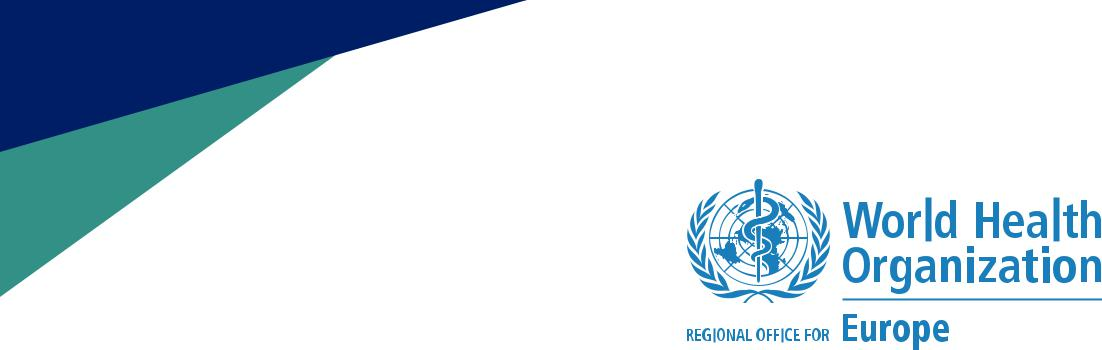 World Health
Organization
REGIONAL OFFICE FOR Europe